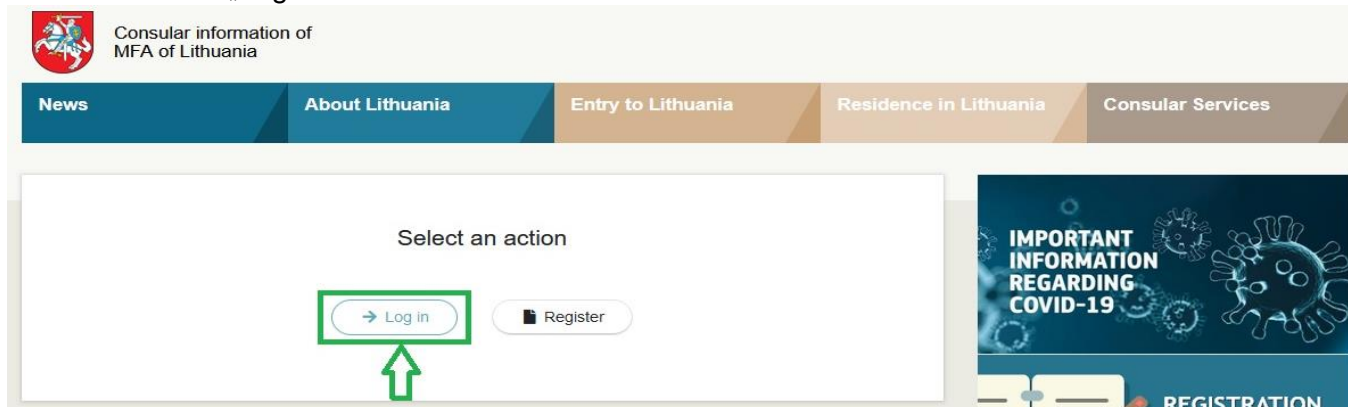 Consular information of
MFA of Lithuania
News
About Lithuania
Entry to Lithuania
Residence in Lithuania
Consular Services
Select an action
→ Log in
Register
IMPORTANT
INFORMATION
REGARDING
COVID-19
REGISTRATION